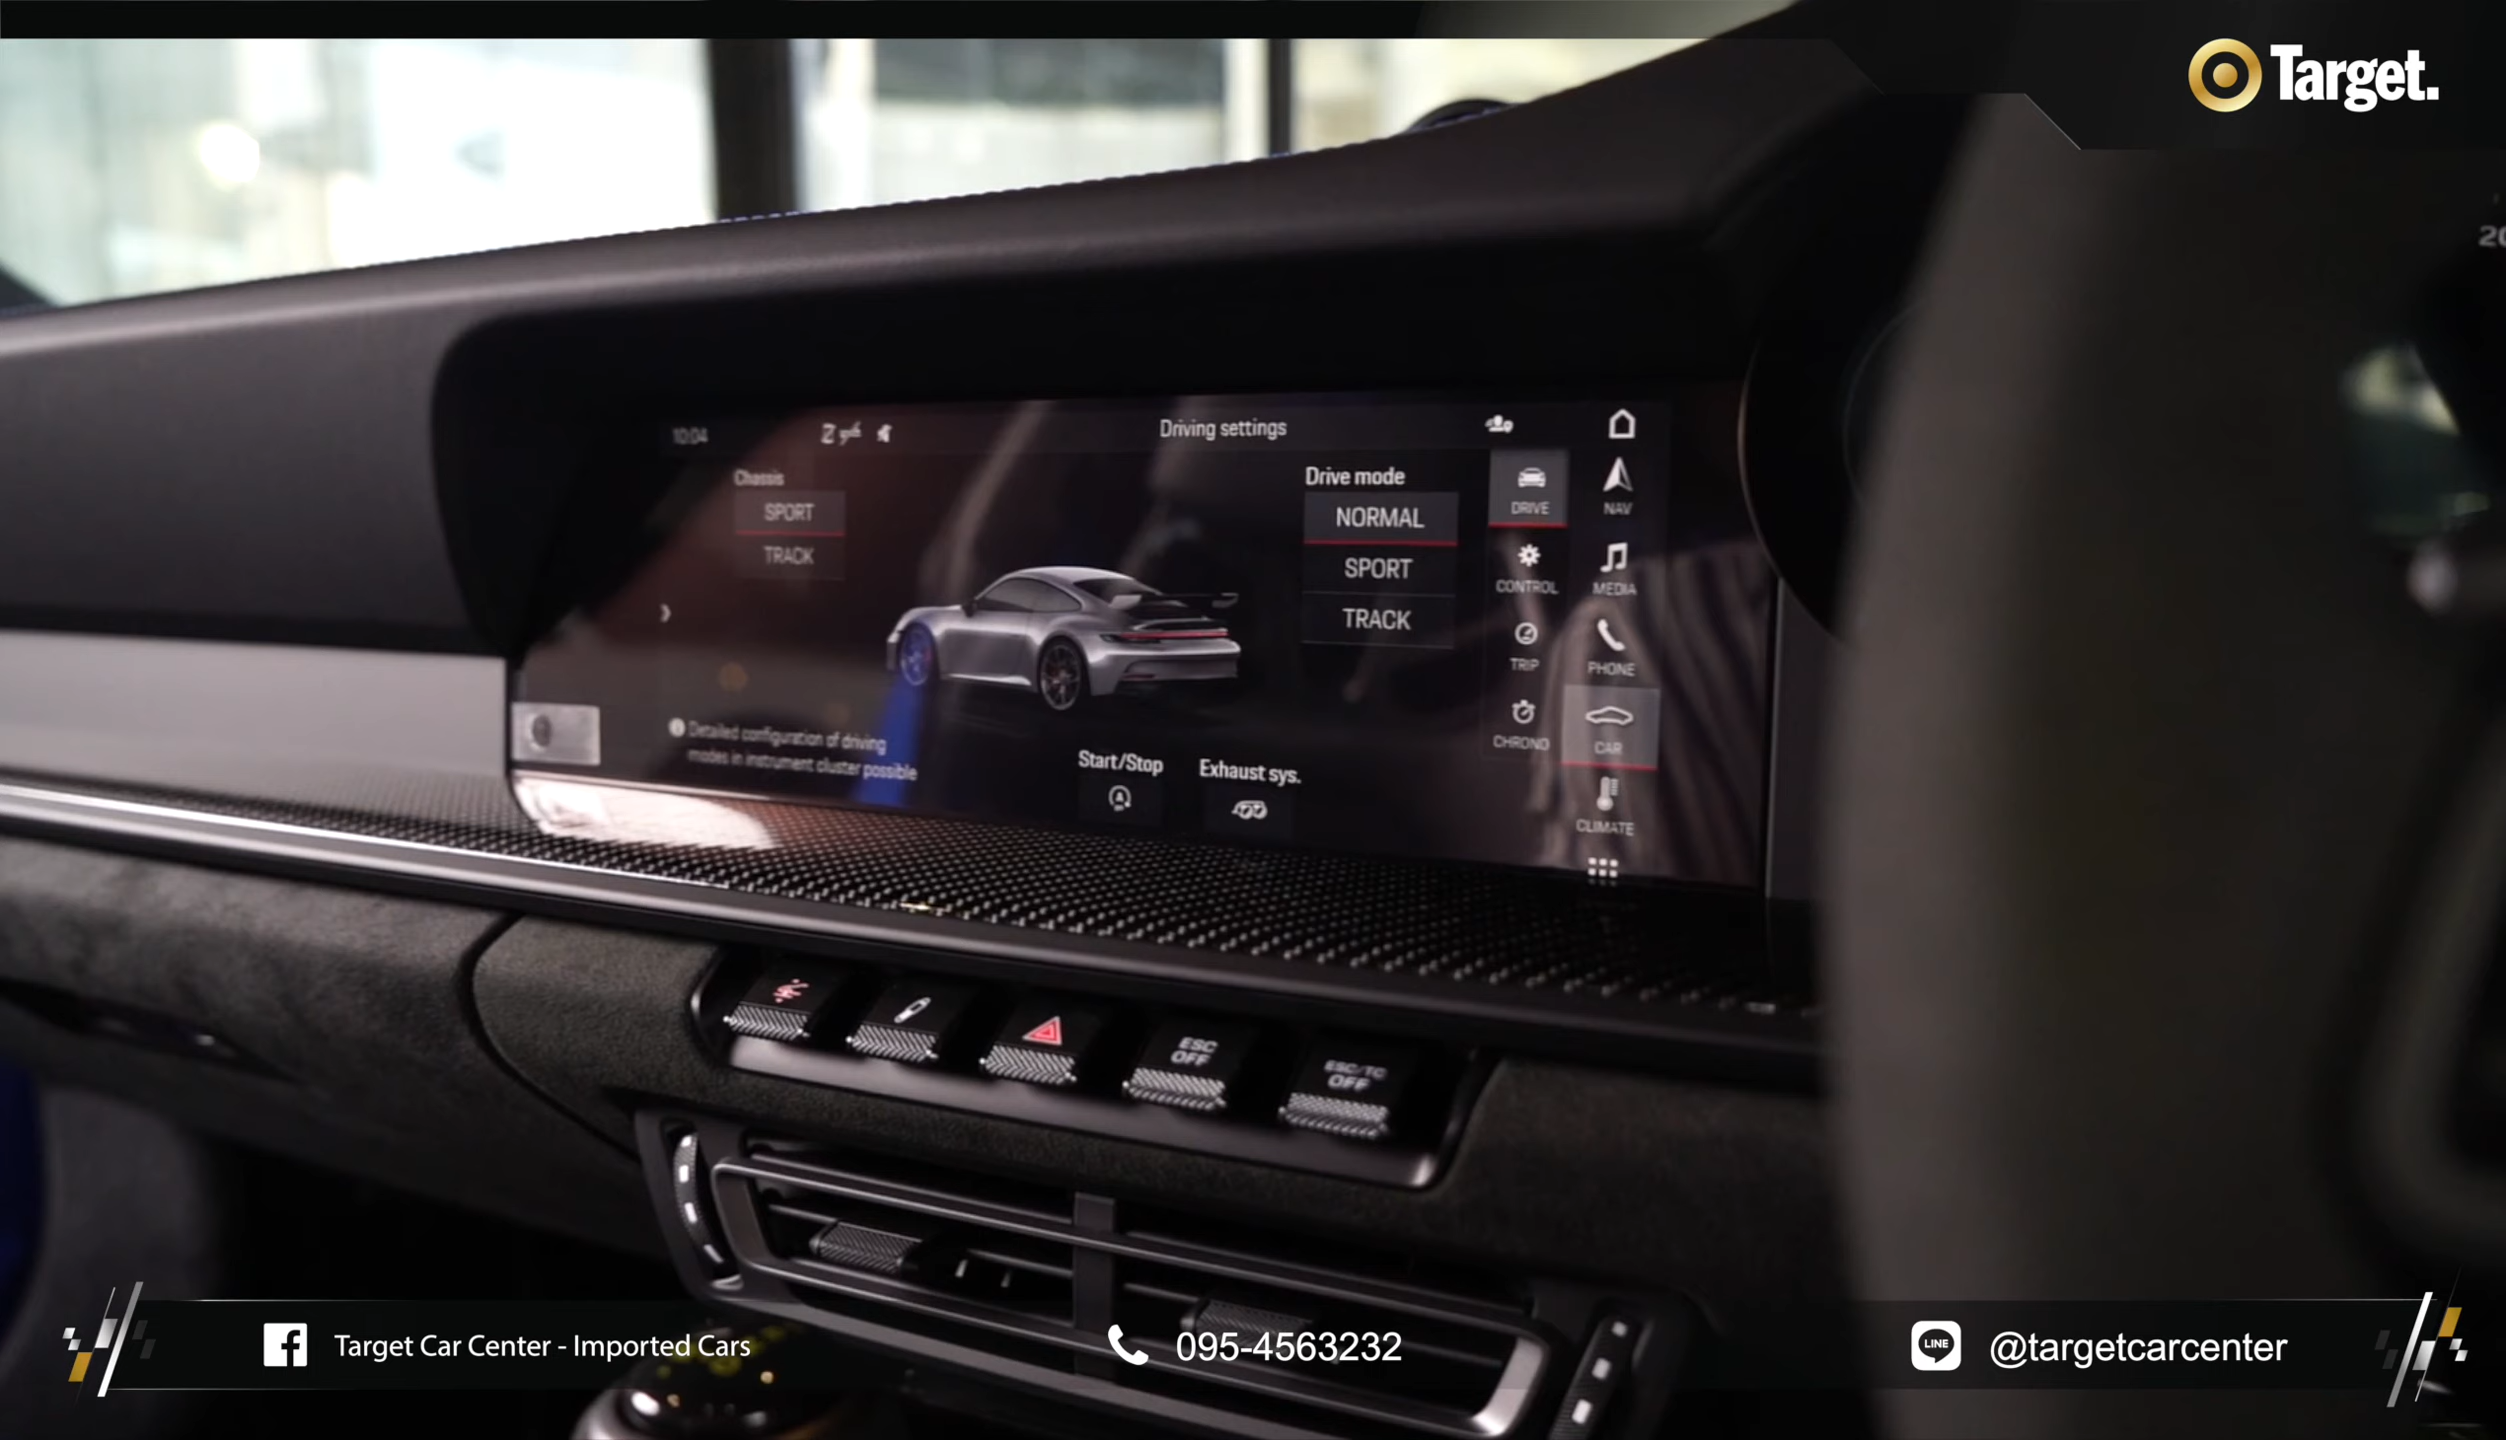 Target.
20
10:04
Driving settings
Chassis
SPORT
TRACK
Drive mode
NORMAL
SPORT
TRACK
DRIVE
CONTROL
TRIP
CHRONO
NAV
MEDIA
PHONE
CAR
CLIMATE
Detailed configuration of driving
modes in instrument cluster possible
Start/Stop
Exhaust sys.
ESC
OFF
ESC/TC
OFF
Target Car Center - Imported Cars
095-4563232
LINE
@targetcarcenter